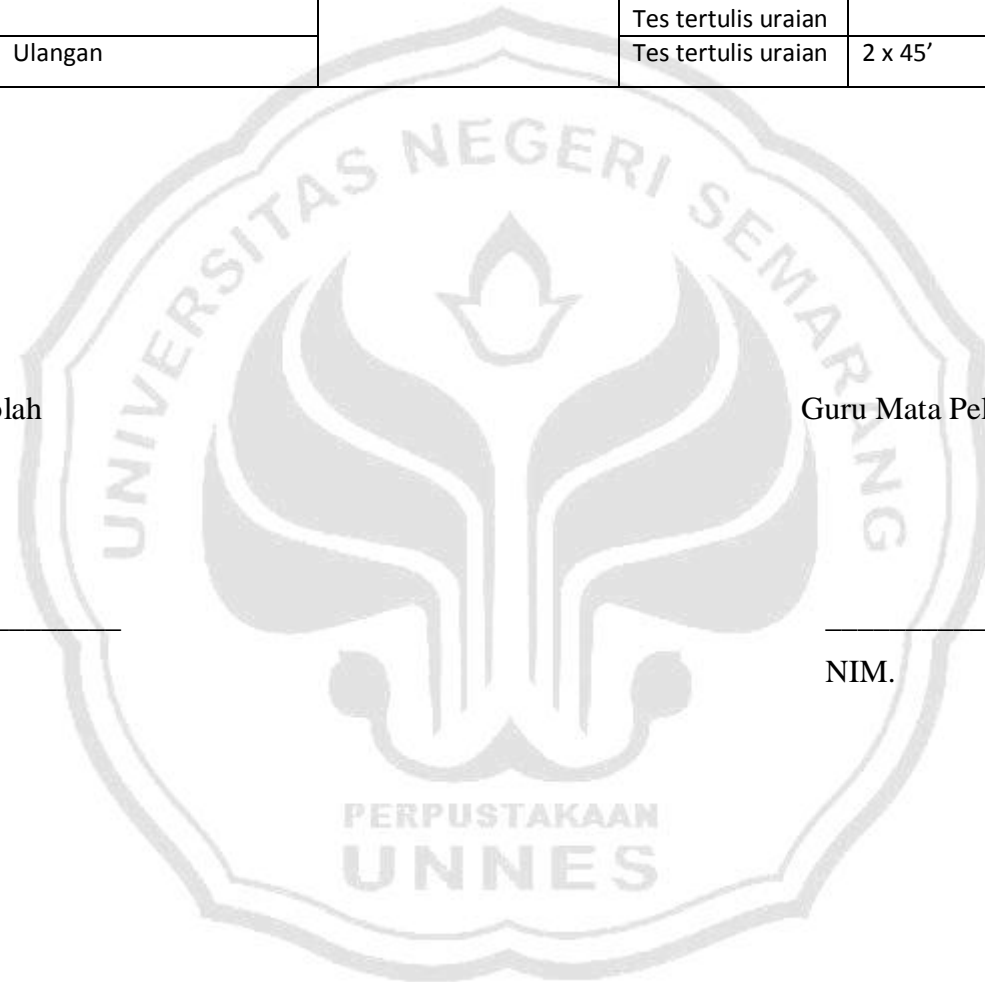 Tes tertulis uraian
Ulangan Tes tertulis uraian 2 x 45’
UNIVERSITAS NEGERI SEMARANG
olah Guru Mata Pel
NIM.
PERPUSTAKAAN
UNNES